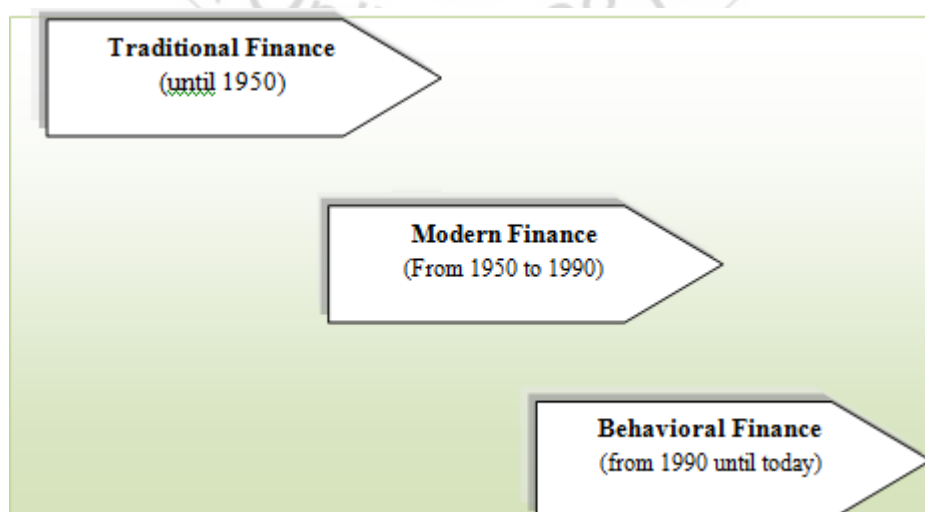 Traditional Finance
(until 1950)
Modern Finance
(From 1950 to 1990)
Behavioral Finance
(from 1990 until today)